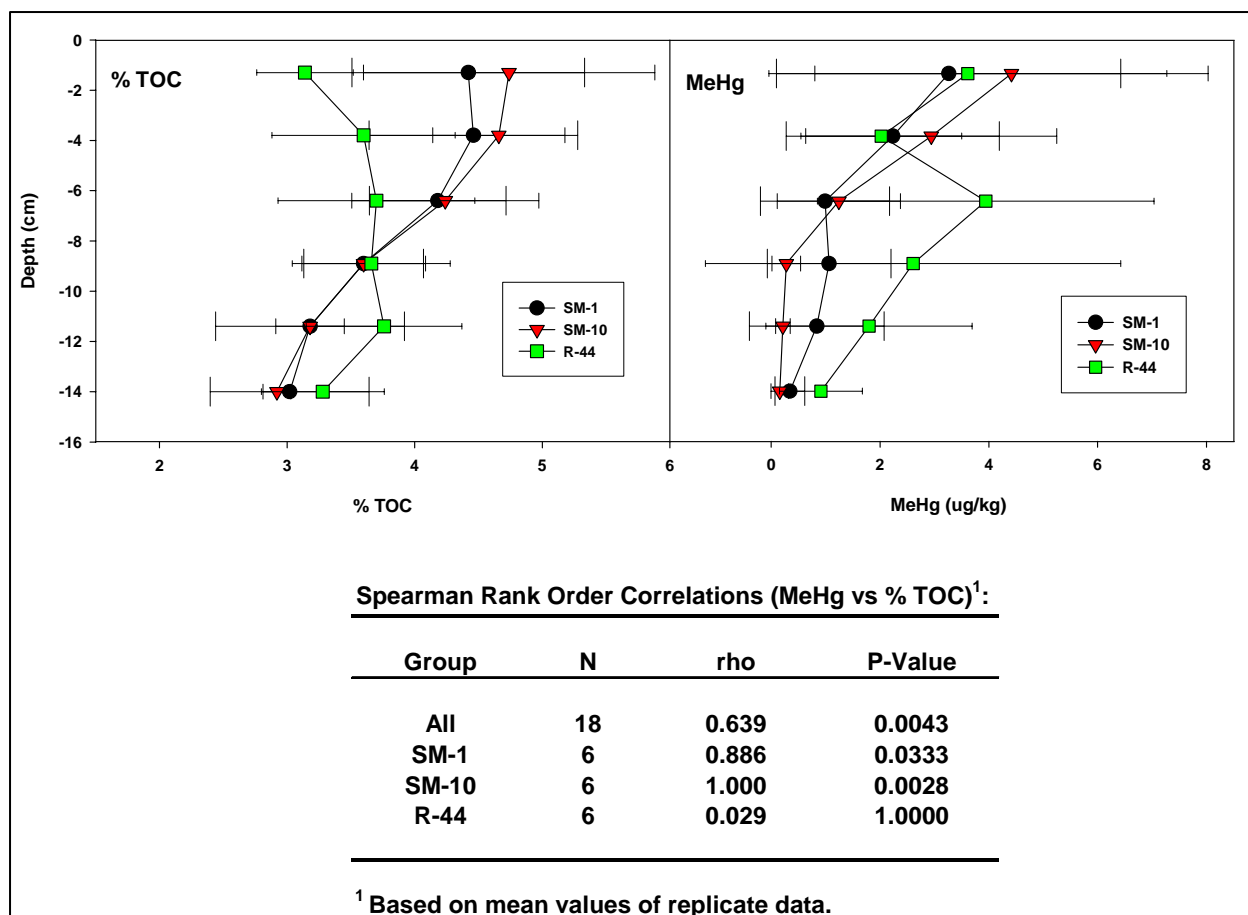 % TOC
MeHg
Depth (cm)
0
-2
-4
-6
-8
-10
-12
-14
-16
SM-1
SM-10
R-44
SM-1
SM-10
R-44
2 3 4 5 6
0 2 4 6 8
% TOC
MeHg (ug/kg)
Spearman Rank Order Correlations (MeHg vs % TOC)¹:
Group N rho P-Value
All 18 0.639 0.0043
SM-1 6 0.886 0.0333
SM-10 6 1.000 0.0028
R-44 6 0.029 1.0000
¹ Based on mean values of replicate data.